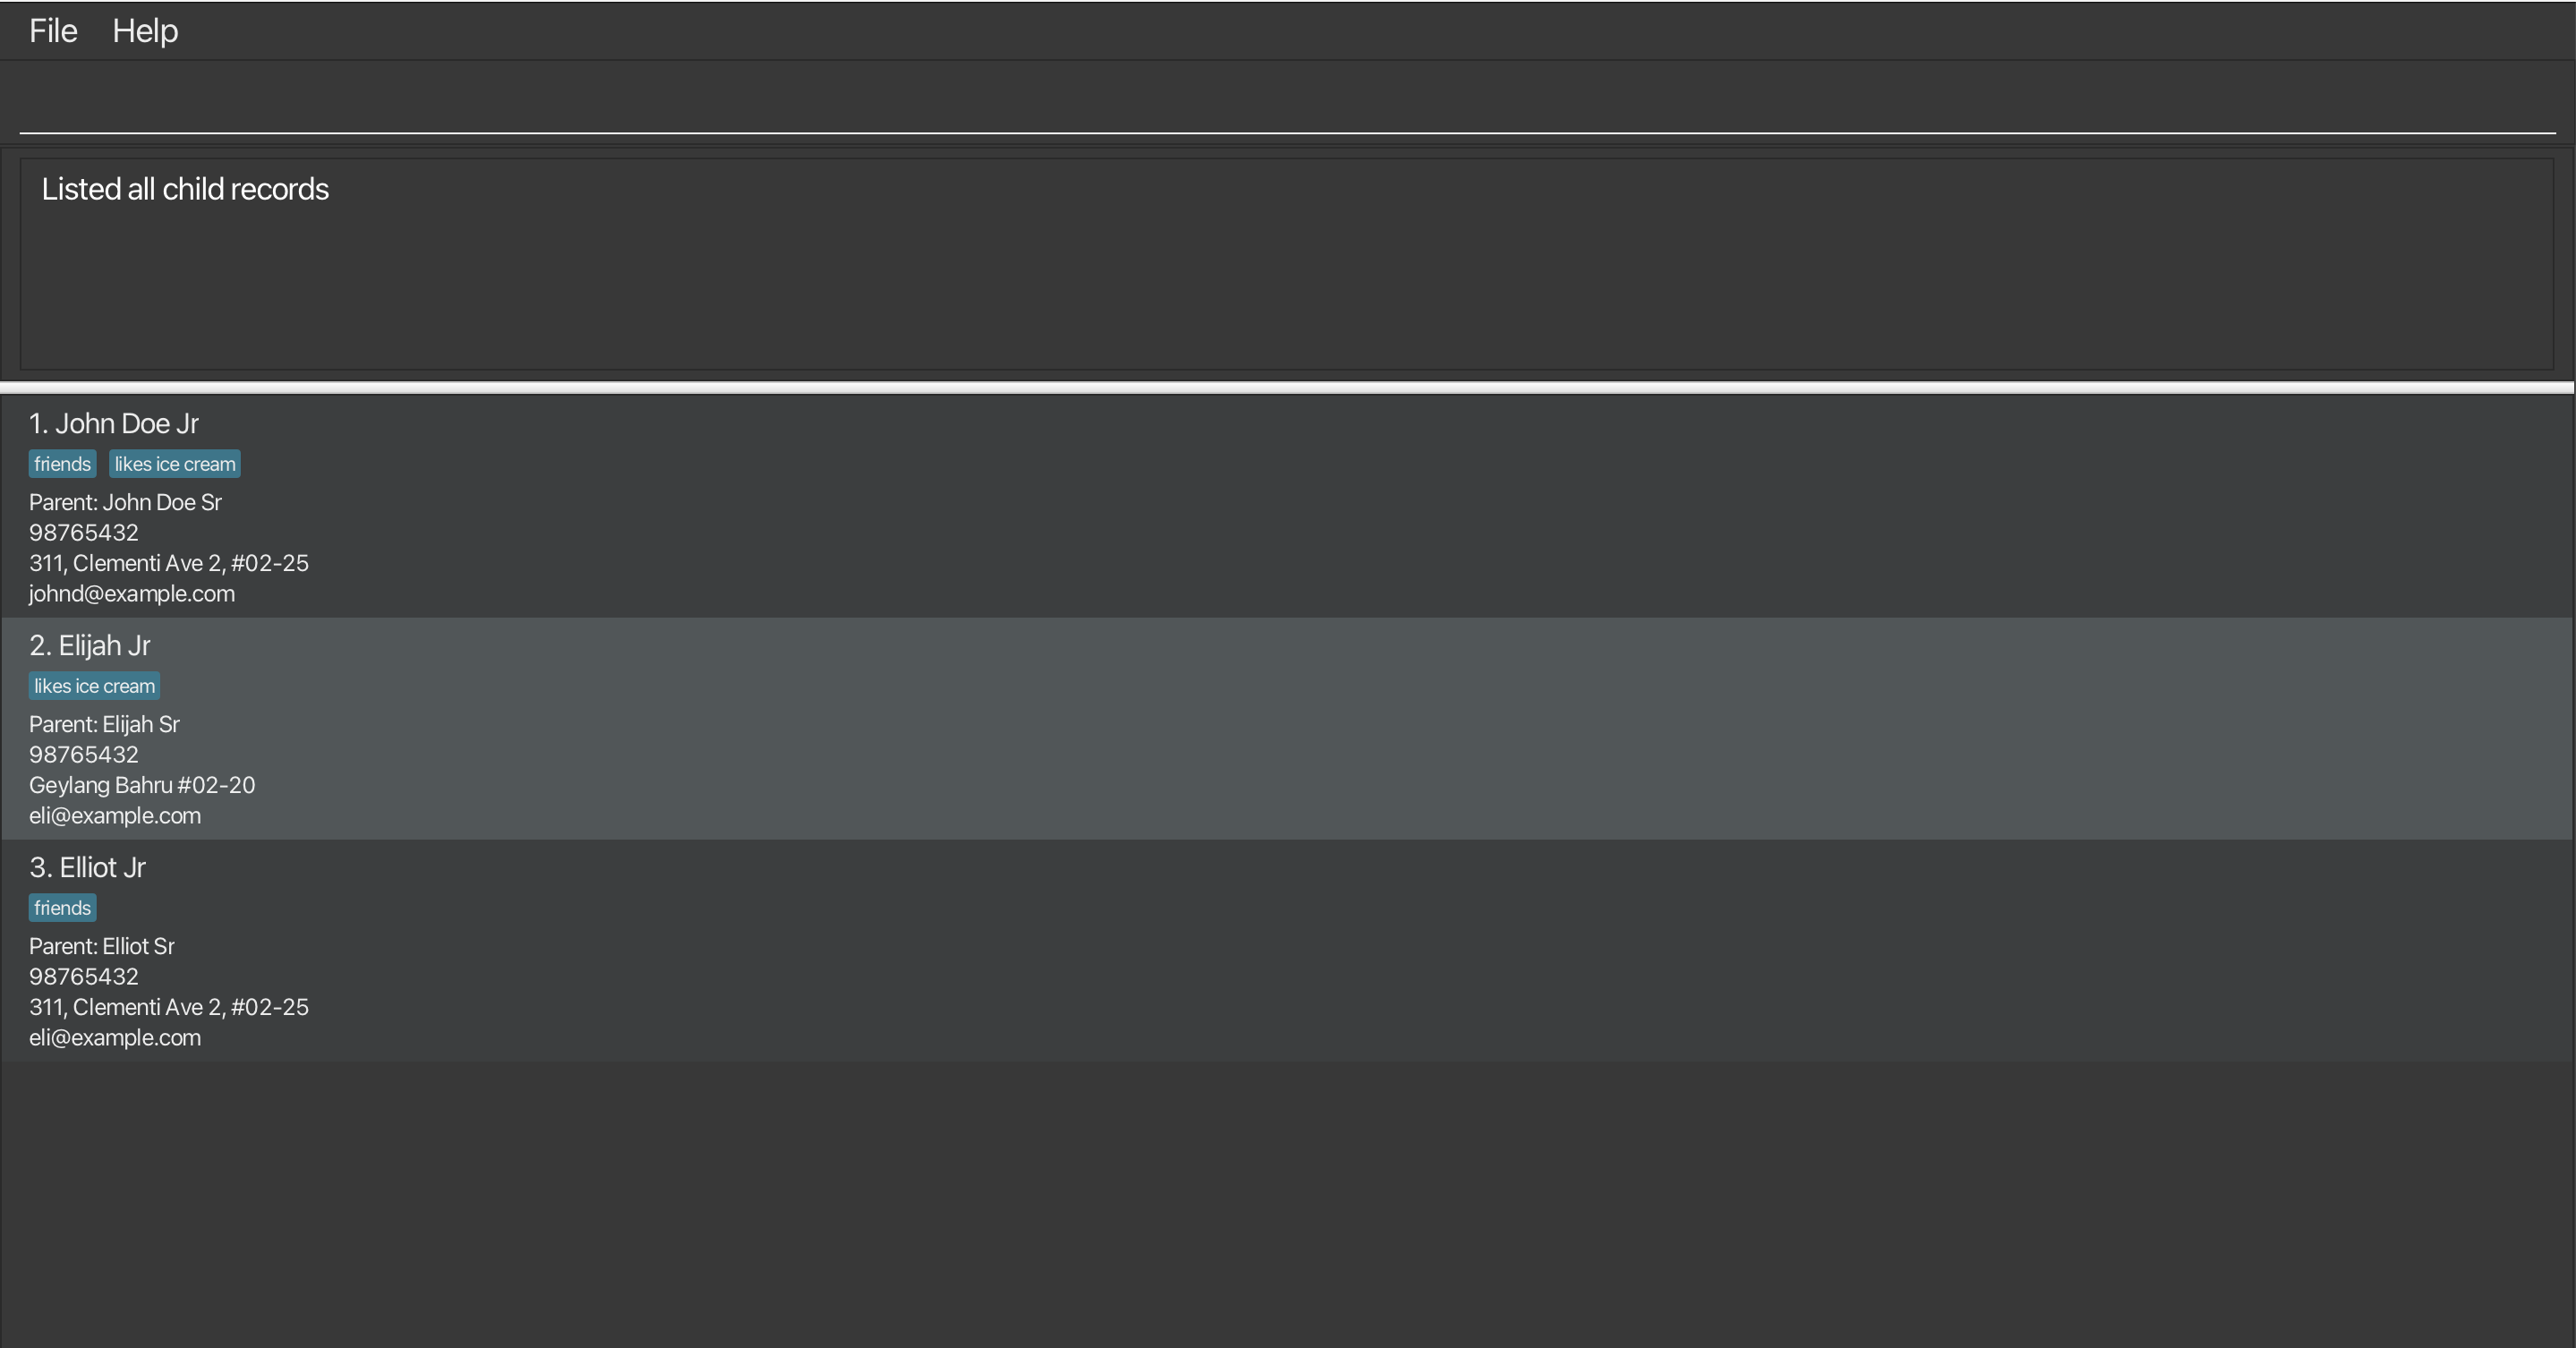 File Help
Listed all child records
1. John Doe Jr
friends likes ice cream
Parent: John Doe Sr
98765432
311, Clementi Ave 2, #02-25
johnd@example.com
2. Elijah Jr
likes ice cream
Parent: Elijah Sr
98765432
Geylang Bahru #02-20
eli@example.com
3. Elliot Jr
friends
Parent: Elliot Sr
98765432
311, Clementi Ave 2, #02-25
eli@example.com